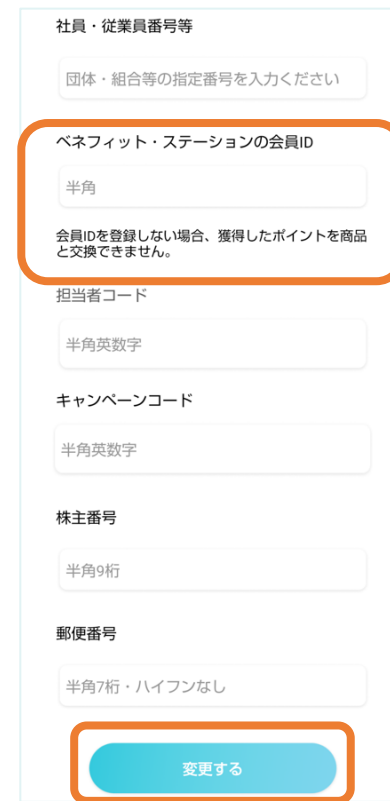 社員・従業員番号等
団体・組合等の指定番号を入力ください
ベネフィット・ステーションの会員ID
半角
会員IDを登録しない場合、獲得したポイントを商品
と交換できません。
担当者コード
半角英数字
キャンペーンコード
半角英数字
株主番号
半角9桁
郵便番号
半角7桁・ハイフンなし
変更する